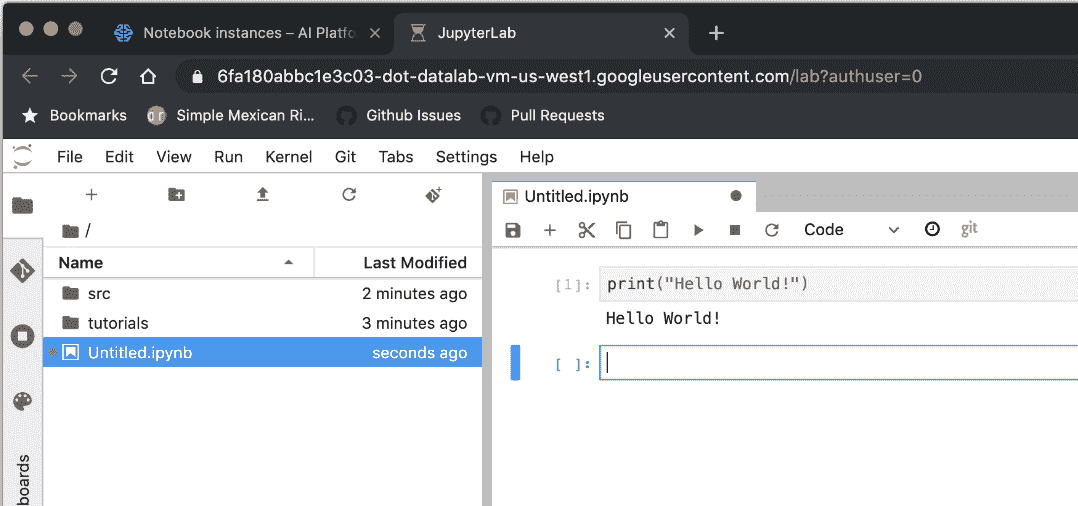 Notebook instances – AI Platfo
JupyterLab
6fa180abbc1e3c03-dot-datalab-vm-us-west1.googleusercontent.com/lab?authuser=0
Bookmarks Simple Mexican Ri... Github Issues Pull Requests
File Edit View Run Kernel Git Tabs Settings Help
/
Name Last Modified
src 2 minutes ago
tutorials 3 minutes ago
Untitled.ipynb seconds ago
boards
Untitled.ipynb
Code git
[1]: print("Hello World!")
Hello World!
[ ]: